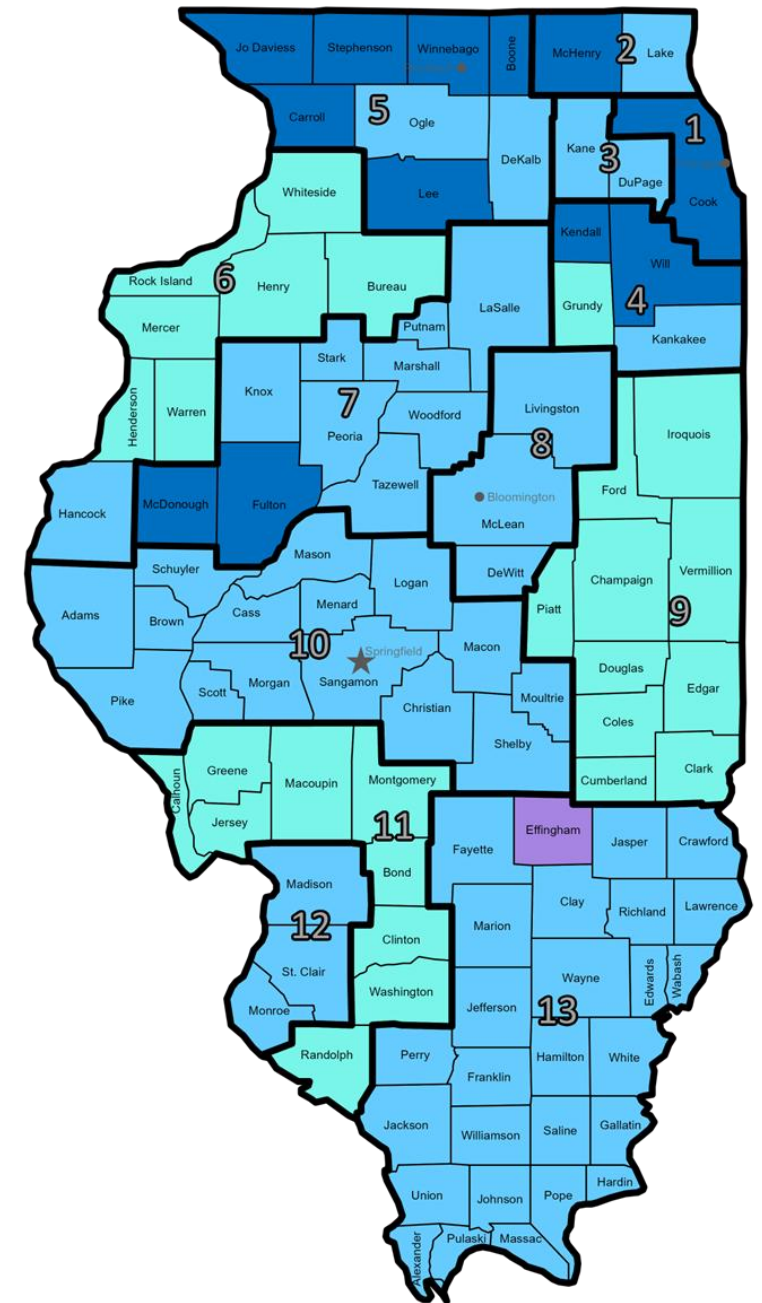 Jo Daviess
Stephenson
Winnebago
Boone
McHenry
2
Lake
Carroll
5
Ogle
DeKalb
Kane
3
DuPage
1
Cook
Lee
Whiteside
Kendall
Will
Rock Island
6
Henry
Bureau
LaSalle
Grundy
4
Kankakee
Mercer
Putnam
Stark
Marshall
Henderson
Warren
Knox
7
Peoria
Woodford
Livingston
8
Iroquois
Tazewell
Ford
Hancock
McDonough
Fulton
Bloomington
McLean
Mason
Schuyler
Logan
DeWitt
Champaign
Vermillion
Adams
Brown
Cass
Menard
Piatt
9
10
Springfield
Macon
Douglas
Pike
Scott
Morgan
Sangamon
Christian
Moultrie
Edgar
Coles
Shelby
Calhoun
Greene
Macoupin
Montgomery
Cumberland
Clark
Jersey
11
Fayette
Effingham
Jasper
Crawford
Madison
Bond
Clay
Richland
Lawrence
12
Clinton
Marion
St. Clair
Washington
Wayne
Edwards
Wabash
Monroe
Jefferson
13
Randolph
Perry
Franklin
Hamilton
White
Jackson
Williamson
Saline
Gallatin
Union
Johnson
Pope
Hardin
Alexander
Pulaski
Massac